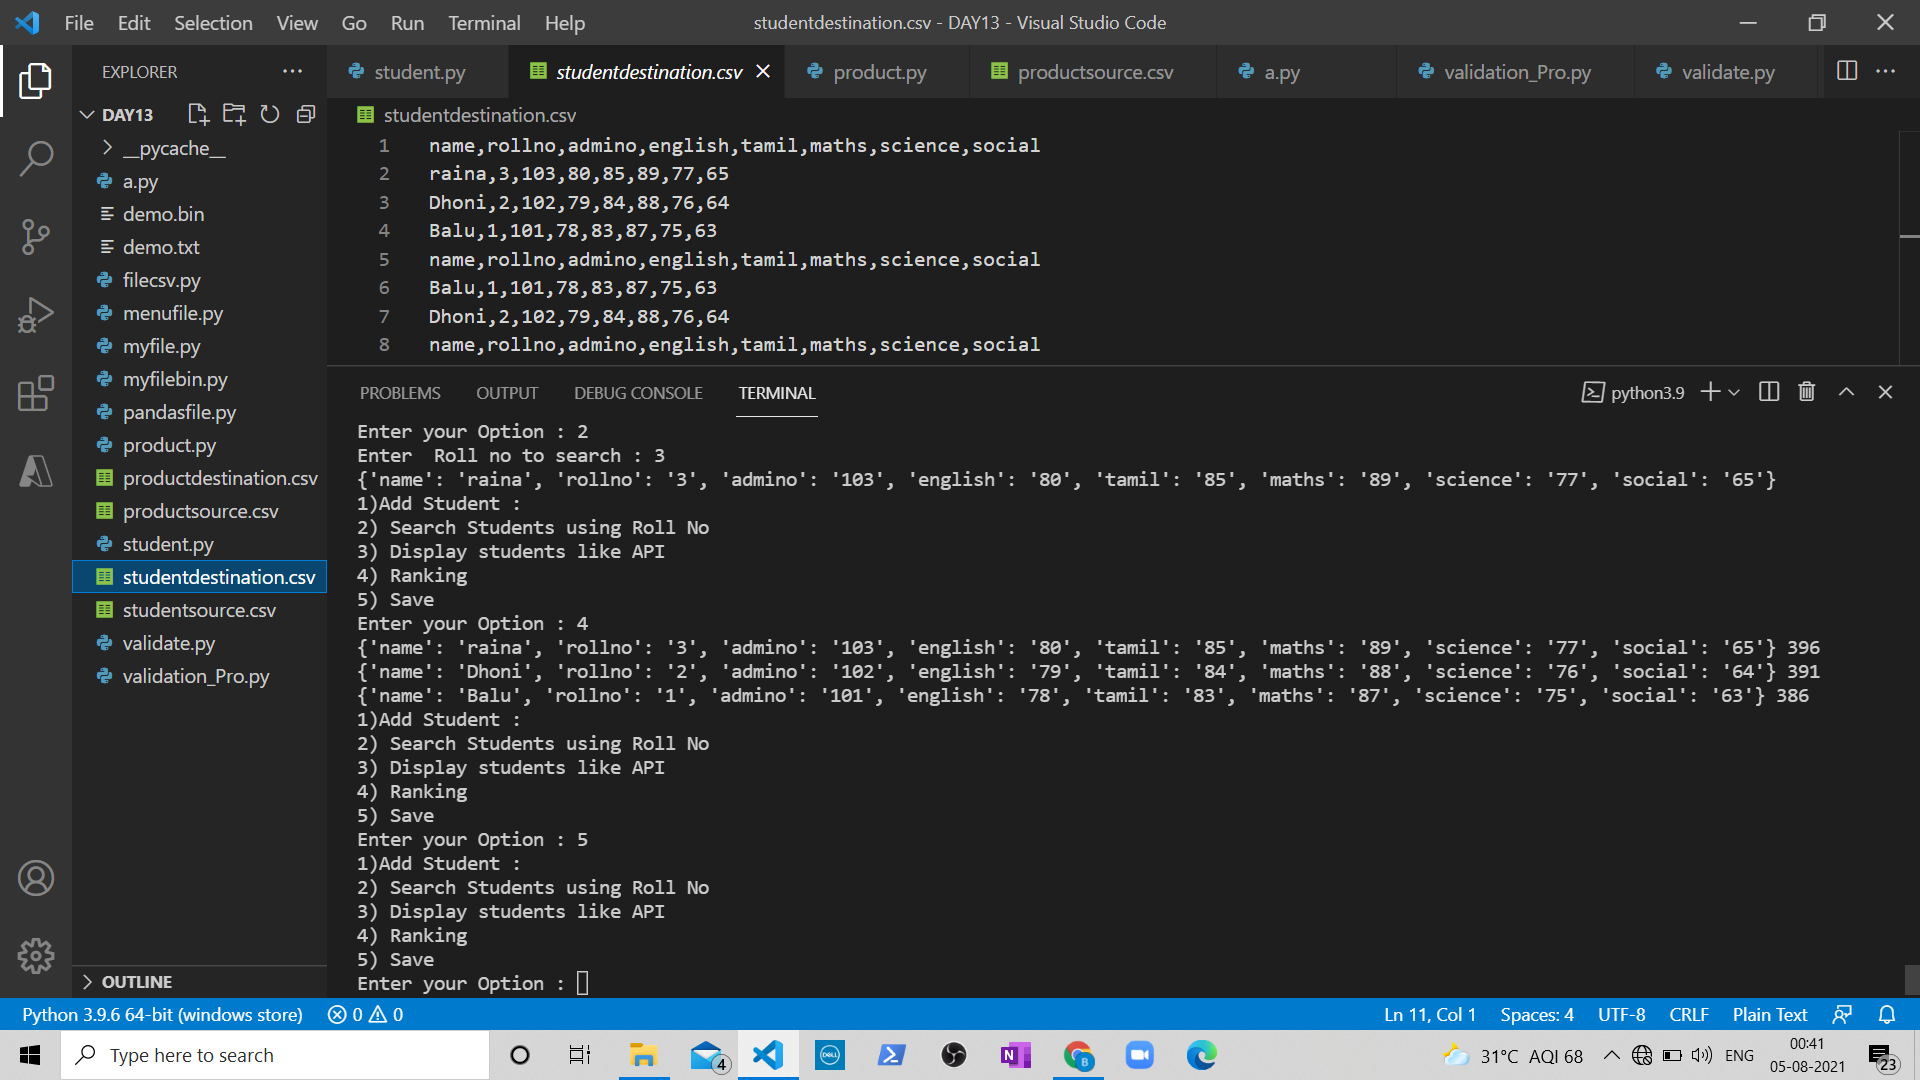 File Edit Selection View Go Run Terminal Help
studentdestination.csv - DAY13 - Visual Studio Code
EXPLORER
student.py
studentdestination.csv
product.py
productsource.csv
a.py
validation_Pro.py
validate.py
DAY13
__pycache__
a.py
demo.bin
demo.txt
filecsv.py
menufile.py
myfile.py
myfilebin.py
pandasfile.py
product.py
productdestination.csv
productsource.csv
student.py
studentdestination.csv
studentsource.csv
validate.py
validation_Pro.py
OUTLINE
studentdestination.csv
1 name,rollno,admino,english,tamil,maths,science,social
2 raina,3,103,80,85,89,77,65
3 Dhoni,2,102,79,84,88,76,64
4 Balu,1,101,78,83,87,75,63
5 name,rollno,admino,english,tamil,maths,science,social
6 Balu,1,101,78,83,87,75,63
7 Dhoni,2,102,79,84,88,76,64
8 name,rollno,admino,english,tamil,maths,science,social
PROBLEMS OUTPUT DEBUG CONSOLE TERMINAL
python3.9
Enter your Option : 2
Enter  Roll no to search : 3
{'name': 'raina', 'rollno': '3', 'admino': '103', 'english': '80', 'tamil': '85', 'maths': '89', 'science': '77', 'social': '65'}
1)Add Student :
2) Search Students using Roll No
3) Display students like API
4) Ranking
5) Save
Enter your Option : 4
{'name': 'raina', 'rollno': '3', 'admino': '103', 'english': '80', 'tamil': '85', 'maths': '89', 'science': '77', 'social': '65'} 396
{'name': 'Dhoni', 'rollno': '2', 'admino': '102', 'english': '79', 'tamil': '84', 'maths': '88', 'science': '76', 'social': '64'} 391
{'name': 'Balu', 'rollno': '1', 'admino': '101', 'english': '78', 'tamil': '83', 'maths': '87', 'science': '75', 'social': '63'} 386
1)Add Student :
2) Search Students using Roll No
3) Display students like API
4) Ranking
5) Save
Enter your Option : 5
1)Add Student :
2) Search Students using Roll No
3) Display students like API
4) Ranking
5) Save
Enter your Option :
Python 3.9.6 64-bit (windows store) 0 0
Ln 11, Col 1 Spaces: 4 UTF-8 CRLF Plain Text
Type here to search
4
DELL
N
B
31°C AQI 68
ENG
00:41
05-08-2021
23